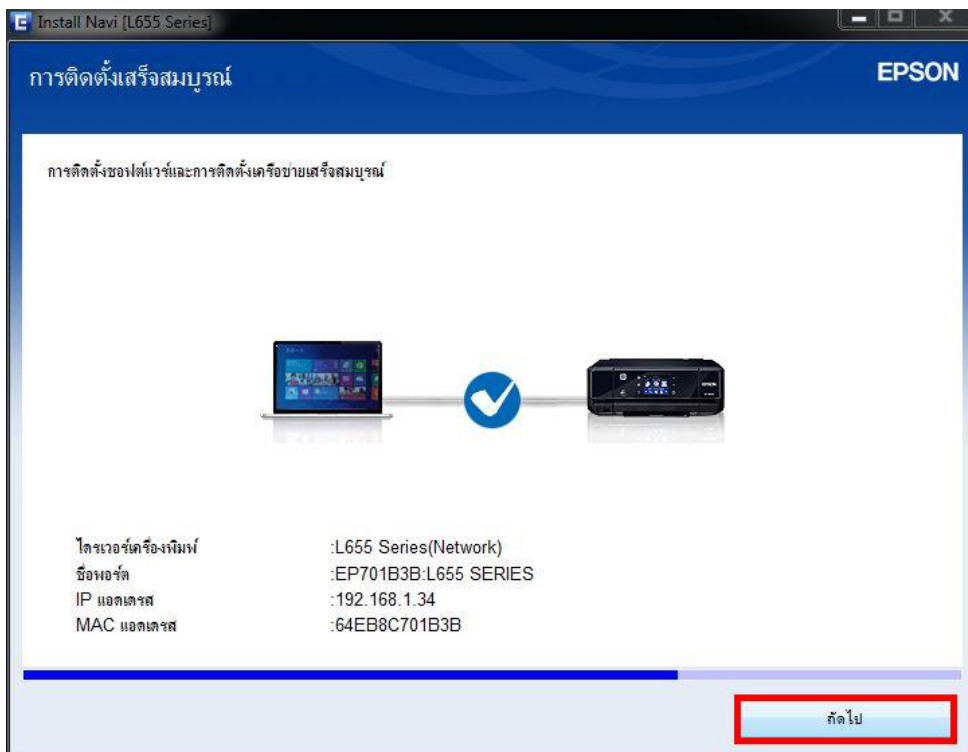 Install Navi [L655 Series]
การติดตั้งเสร็จสมบูรณ์
EPSON
การติดตั้งซอฟต์แวร์และการติดตั้งเครือข่ายเสร็จสมบูรณ์
ไดรเวอร์เครื่องพิมพ์ :L655 Series(Network)
ชื่อพอร์ต :EP701B3B:L655 SERIES
IP แอดเดรส :192.168.1.34
MAC แอดเดรส :64EB8C701B3B
ถัดไป